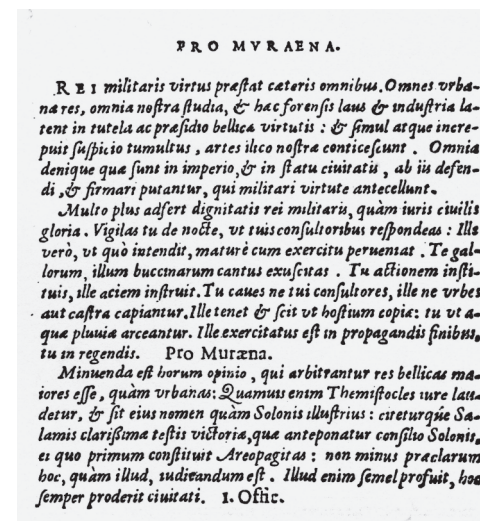 PRO MVRAENA.
REI militaris virtus præstat cæteris omnibus. Omnes vrba-
næ res, omnia nostra studia, & hæc forensis laus & industria la-
tent in tutela ac præsidio bellicæ virtutis : & simul atque incre-
puit suspicio tumultus , artes ilico nostræ conticescunt . Omnia
denique quæ sunt in imperio, & in statu ciuitatis , ab iis defen-
di ,& firmari putantur, qui militari virtute antecellunt.
Multo plus adfert dignitatis rei militaris, quàm iuris ciuilis
gloria . Vigilas tu de nocte, vt tuis consultoribus respondeas : Ille
verò, vt quò intendit, maturè cum exercitu perueniat . Te gal-
lorum, illum buccinarum cantus exuscitas . Tu actionem insti-
tuis, ille aciem instruit. Tu caues ne tui consultores, ille ne vrbes
aut castra capiantur. Ille tenet & scit vt hostium copiæ: tu vt a-
quæ pluuiæ arceantur. Ille exercitatus est in propagandis finibus,
tu in regendis. Pro Muræna.
Minuenda est horum opinio , qui arbitrantur res bellicas ma-
iores esse , quàm vrbanas: Quamuis enim Themistocles iure lau-
detur, & sit eius nomen quàm Solonis illustrius : citeturqúe Sa-
lamis clarißima testis victoriæ, quæ anteponatur consilio Solonis,
ei quo primum constituit Areopagitas : non minus præclarum
hoc, quàm illud, iudicandum est . Illud enim semel profuit, hoc
semper proderit ciuitati. 1. Offic.